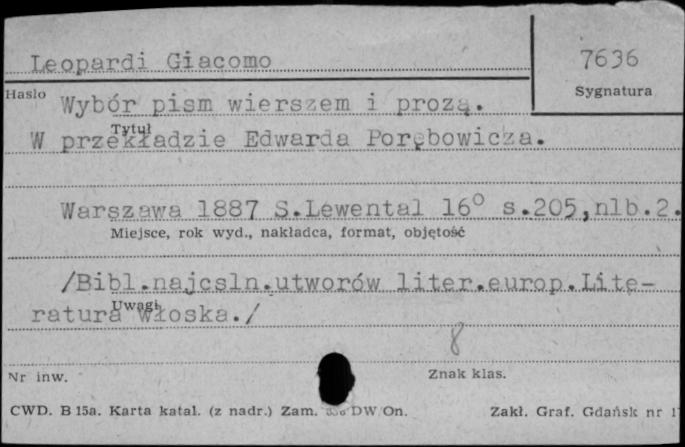 Leopardi Giacomo
7636
Hasło
Sygnatura
Wybór pism wierszem i prozą.
Tytuł
W przekładzie Edwarda Porębowicza.
Warszawa 1887 S.Lewental 16° s.205,nlb.2.
Miejsce, rok wyd., nakładca, format, objętość
/Bibl.najcsln.utworów liter.europ.Lite-
Uwagi
ratura włoska./
8
Nr inw.
Znak klas.
CWD. B 15a. Karta katal. (z nadr.) Zam. DW On.
Zakł. Graf. Gdańsk nr